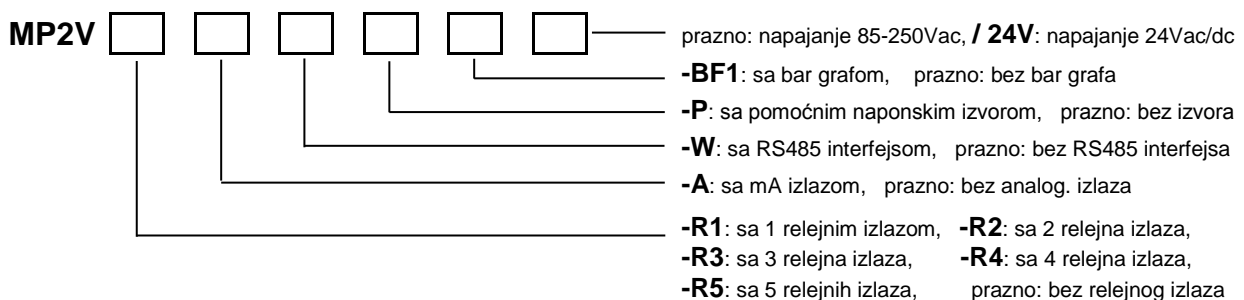 MP2V prazno: napajanje 85-250Vac, / 24V: napajanje 24Vac/dc
-BF1: sa bar grafom, prazno: bez bar grafa
-P: sa pomoćnim naponskim izvorom, prazno: bez izvora
-W: sa RS485 interfejsom, prazno: bez RS485 interfejsa
-A: sa mA izlazom, prazno: bez analog. izlaza
-R1: sa 1 relejnim izlazom, -R2: sa 2 relejna izlaza,
-R3: sa 3 relejna izlaza, -R4: sa 4 relejna izlaza,
-R5: sa 5 relejnih izlaza, prazno: bez relejnog izlaza